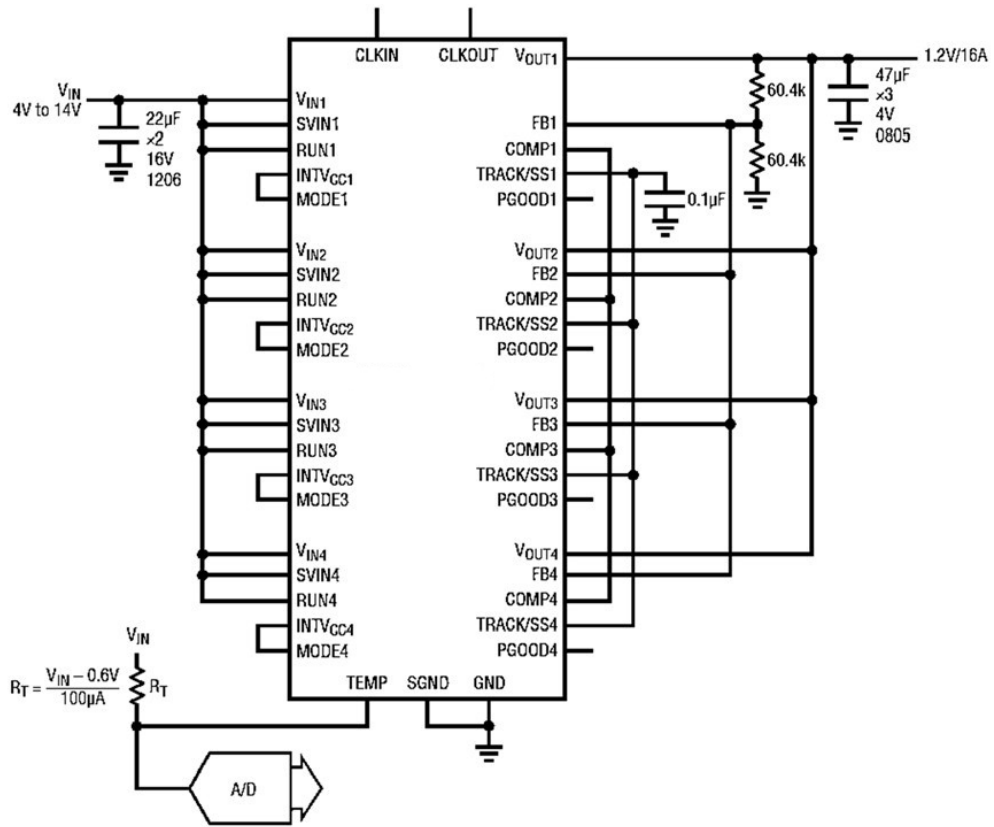 CLKIN
CLKOUT
VOUT1
1.2V/16A
VIN
4V to 14V
22µF
×2
16V
1206
VIN1
SVIN1
RUN1
INTVCC1
MODE1
FB1
COMP1
TRACK/SS1
PGOOD1
60.4k
60.4k
47µF
×3
4V
0805
0.1µF
VIN2
SVIN2
RUN2
INTVCC2
MODE2
VOUT2
FB2
COMP2
TRACK/SS2
PGOOD2
VIN3
SVIN3
RUN3
INTVCC3
MODE3
VOUT3
FB3
COMP3
TRACK/SS3
PGOOD3
VIN4
SVIN4
RUN4
INTVCC4
MODE4
VOUT4
FB4
COMP4
TRACK/SS4
PGOOD4
TEMP
SGND
GND
VIN
RT = VIN – 0.6V
100µA
RT
A/D